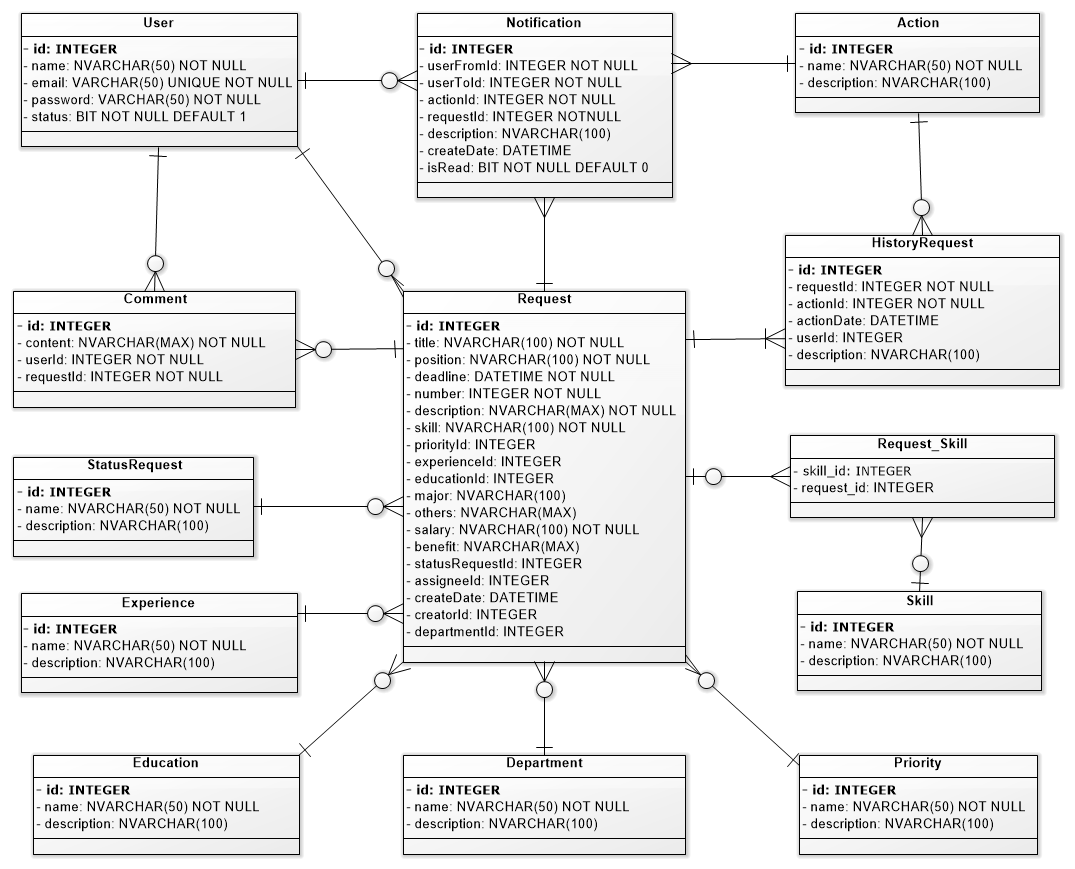 User
- id: INTEGER
- name: NVARCHAR(50) NOT NULL
- email: VARCHAR(50) UNIQUE NOT NULL
- password: VARCHAR(50) NOT NULL
- status: BIT NOT NULL DEFAULT 1
Notification
- id: INTEGER
- userFromId: INTEGER NOT NULL
- userToId: INTEGER NOT NULL
- actionId: INTEGER NOT NULL
- requestId: INTEGER NOTNULL
- description: NVARCHAR(100)
- createDate: DATETIME
- isRead: BIT NOT NULL DEFAULT 0
Action
- id: INTEGER
- name: NVARCHAR(50) NOT NULL
- description: NVARCHAR(100)
HistoryRequest
- id: INTEGER
- requestId: INTEGER NOT NULL
- actionId: INTEGER NOT NULL
- actionDate: DATETIME
- userId: INTEGER
- description: NVARCHAR(100)
Comment
- id: INTEGER
- content: NVARCHAR(MAX) NOT NULL
- userId: INTEGER NOT NULL
- requestId: INTEGER NOT NULL
Request
- id: INTEGER
- title: NVARCHAR(100) NOT NULL
- position: NVARCHAR(100) NOT NULL
- deadline: DATETIME NOT NULL
- number: INTEGER NOT NULL
- description: NVARCHAR(MAX) NOT NULL
- skill: NVARCHAR(100) NOT NULL
- priorityId: INTEGER
- experienceId: INTEGER
- educationId: INTEGER
- major: NVARCHAR(100)
- others: NVARCHAR(MAX)
- salary: NVARCHAR(100) NOT NULL
- benefit: NVARCHAR(MAX)
- statusRequestId: INTEGER
- assigneeId: INTEGER
- createDate: DATETIME
- creatorId: INTEGER
- departmentId: INTEGER
Request_Skill
- skill_id: INTEGER
- request_id: INTEGER
StatusRequest
- id: INTEGER
- name: NVARCHAR(50) NOT NULL
- description: NVARCHAR(100)
Experience
- id: INTEGER
- name: NVARCHAR(50) NOT NULL
- description: NVARCHAR(100)
Skill
- id: INTEGER
- name: NVARCHAR(50) NOT NULL
- description: NVARCHAR(100)
Education
- id: INTEGER
- name: NVARCHAR(50) NOT NULL
- description: NVARCHAR(100)
Department
- id: INTEGER
- name: NVARCHAR(50) NOT NULL
- description: NVARCHAR(100)
Priority
- id: INTEGER
- name: NVARCHAR(50) NOT NULL
- description: NVARCHAR(100)